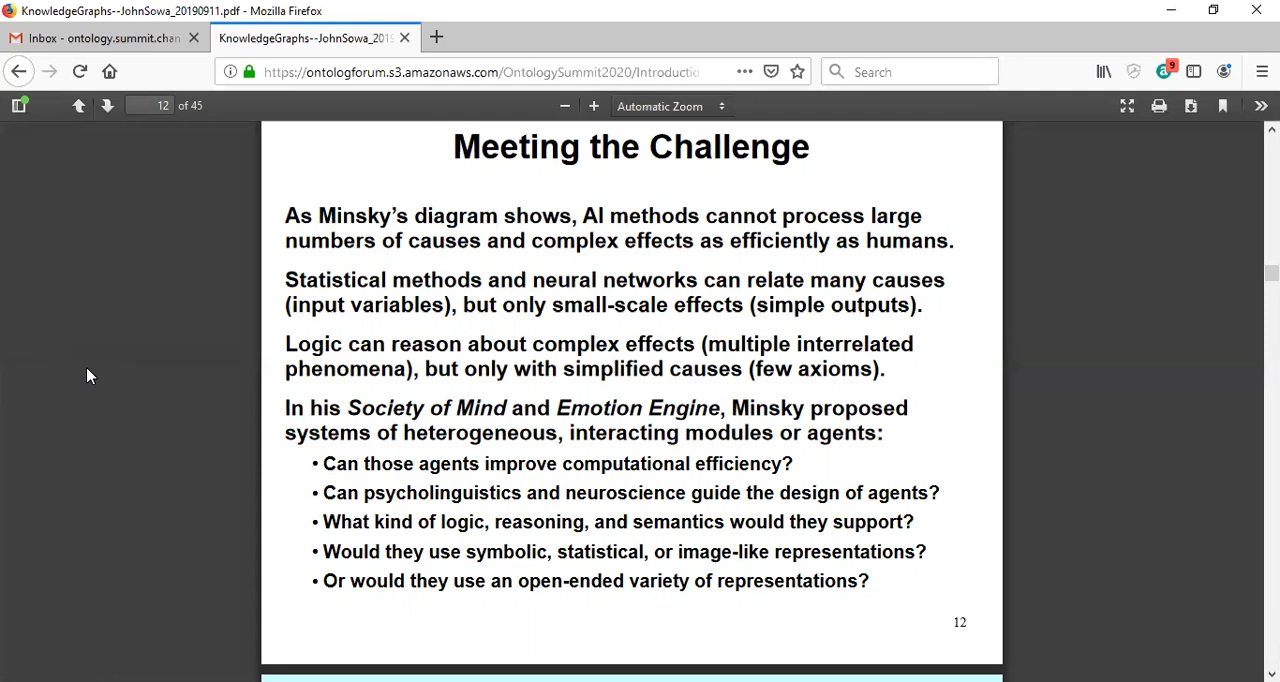 KnowledgeGraphs--JohnSowa_20190911.pdf - Mozilla Firefox
Inbox - ontology.summit.chan
KnowledgeGraphs--JohnSowa_201
https://ontologforum.s3.amazonaws.com/OntologySummit2020/Introductio
Search
9
12 of 45
Automatic Zoom
Meeting the Challenge
As Minsky's diagram shows, AI methods cannot process large
numbers of causes and complex effects as efficiently as humans.
Statistical methods and neural networks can relate many causes
(input variables), but only small-scale effects (simple outputs).
Logic can reason about complex effects (multiple interrelated
phenomena), but only with simplified causes (few axioms).
In his Society of Mind and Emotion Engine, Minsky proposed
systems of heterogeneous, interacting modules or agents:
• Can those agents improve computational efficiency?
• Can psycholinguistics and neuroscience guide the design of agents?
• What kind of logic, reasoning, and semantics would they support?
• Would they use symbolic, statistical, or image-like representations?
• Or would they use an open-ended variety of representations?
12